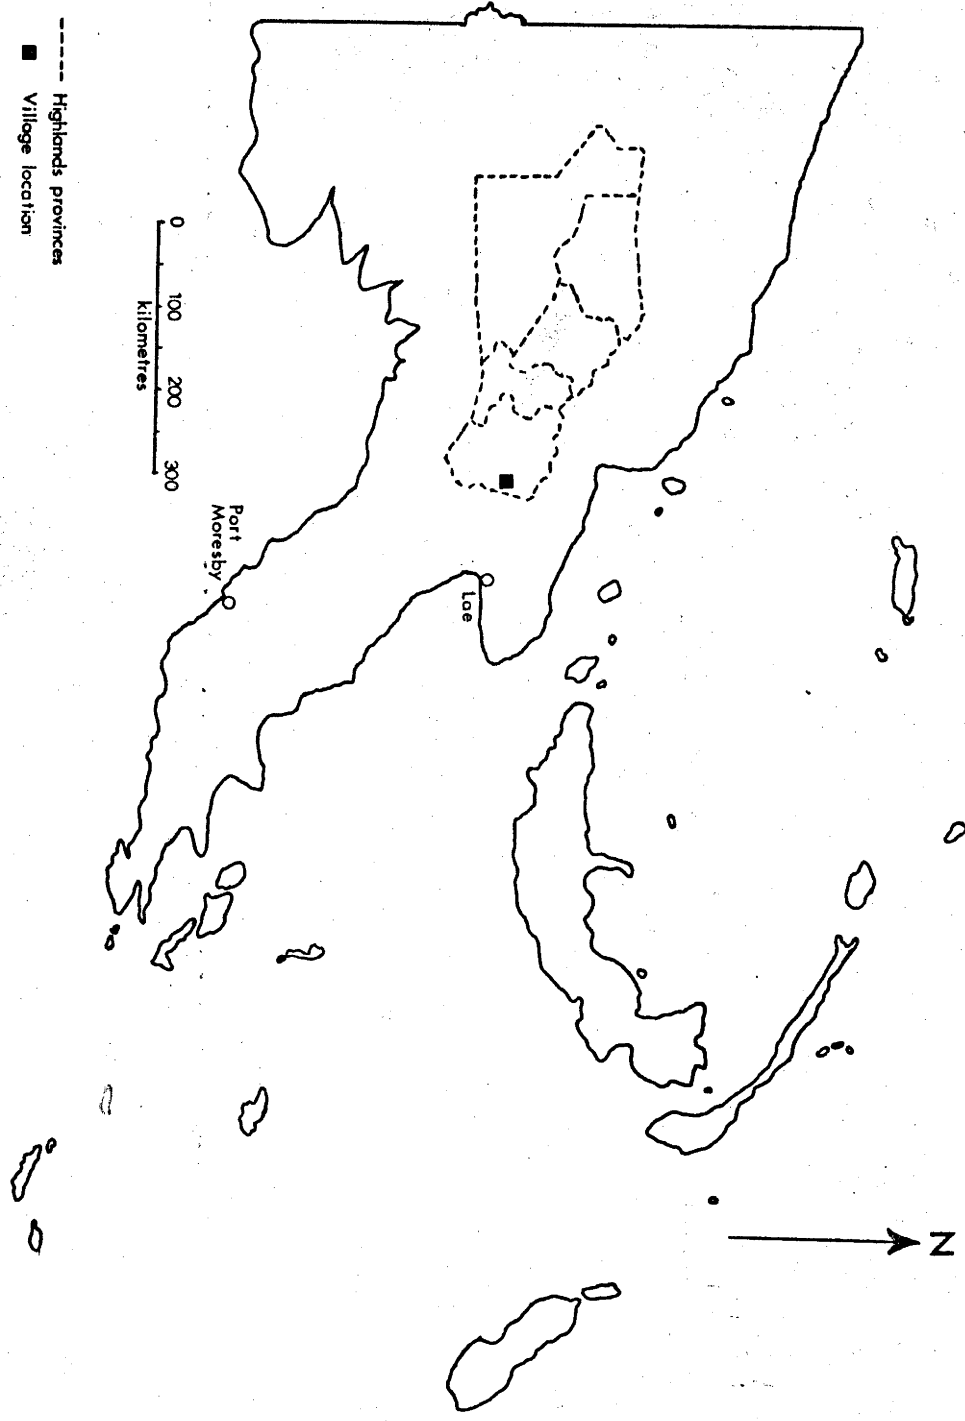 N
Lae
Port
Moresby
0 100 200 300
kilometres
Highlands provinces
Village location